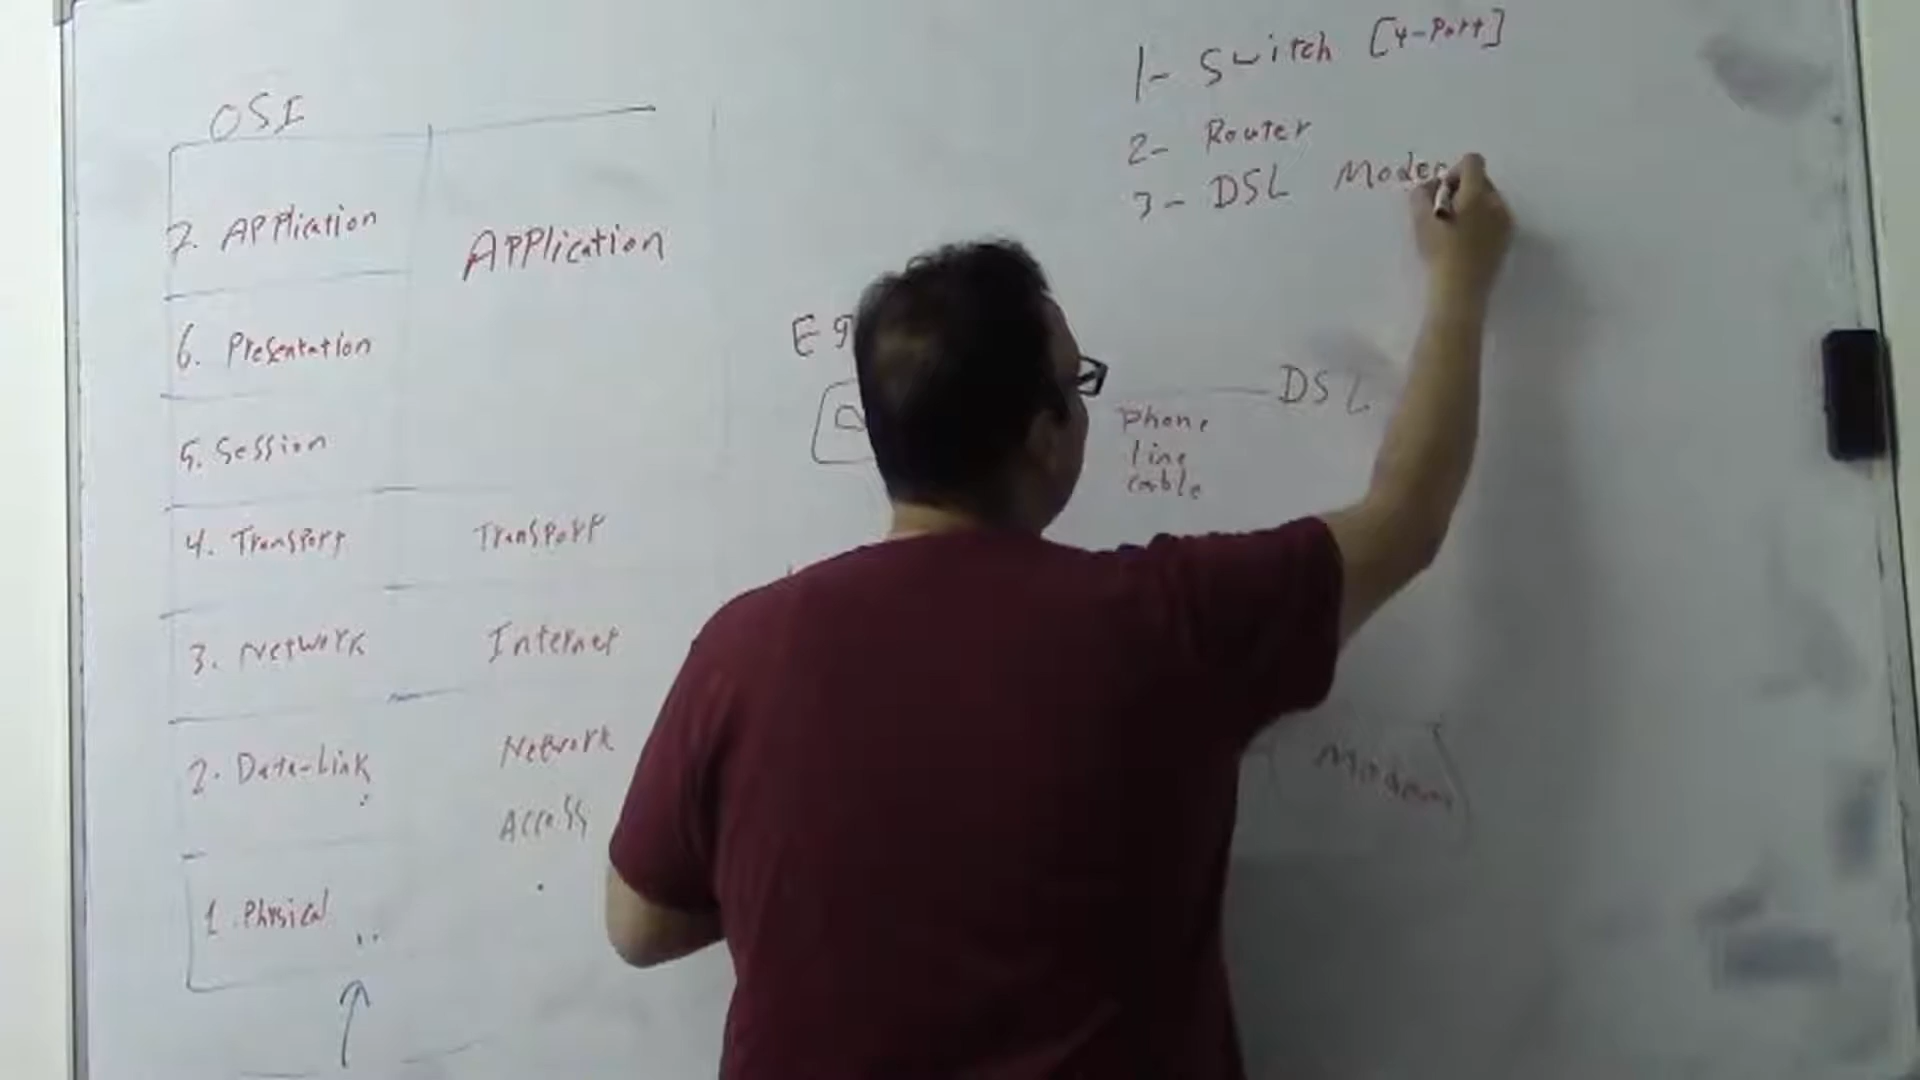 OSI
7. Application
6. Presentation
5. Session
4. Transport
3. Network
2. Data-Link
1. Physical
Application
Transport
Internet
Network
Access
1- Switch [4-Port]
2- Router
3- DSL Modem
DSL
Phone
line
cable
Modem